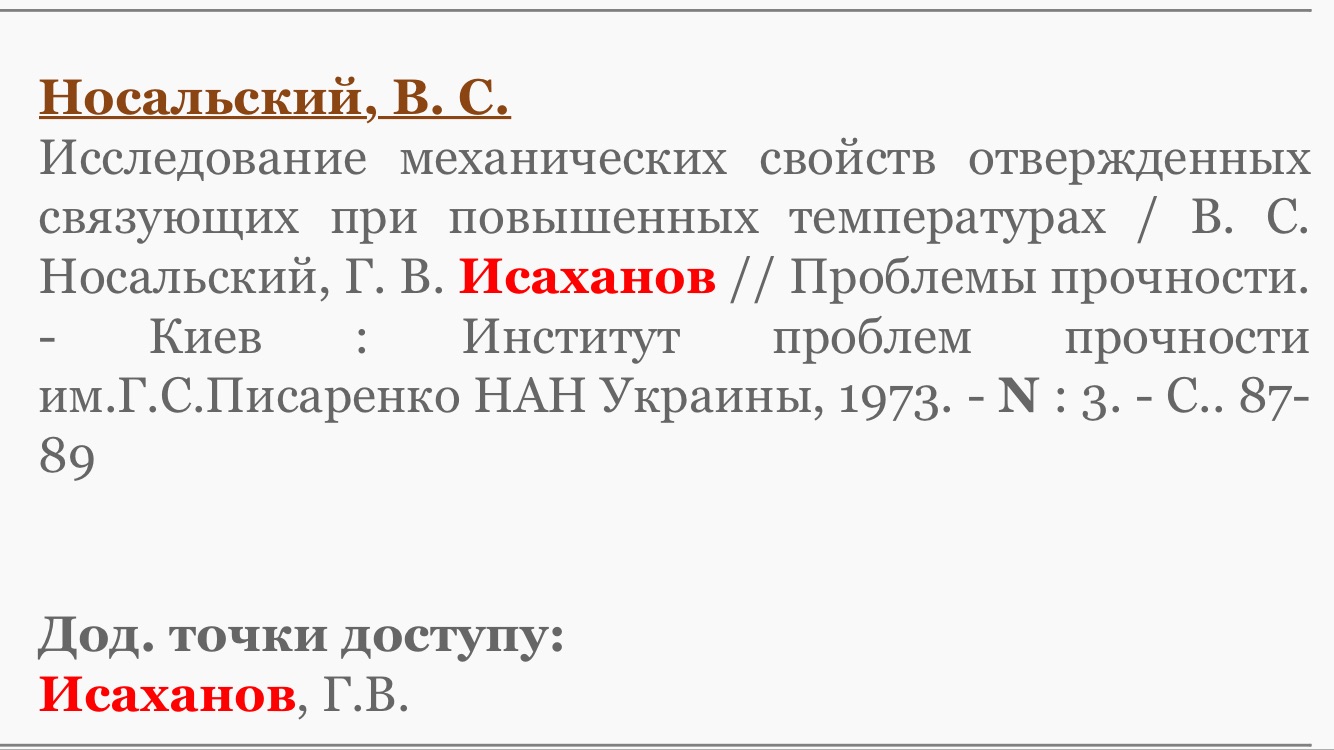 Носальский, В. С.
Исследование механических свойств отвержденных
связующих при повышенных температурах / В. С.
Носальский, Г. В. Исаханов // Проблемы прочности.
- Киев : Институт проблем прочности
им.Г.С.Писаренко НАН Украины, 1973. - N : 3. - С.. 87-
89
Дод. точки доступу:
Исаханов, Г.В.